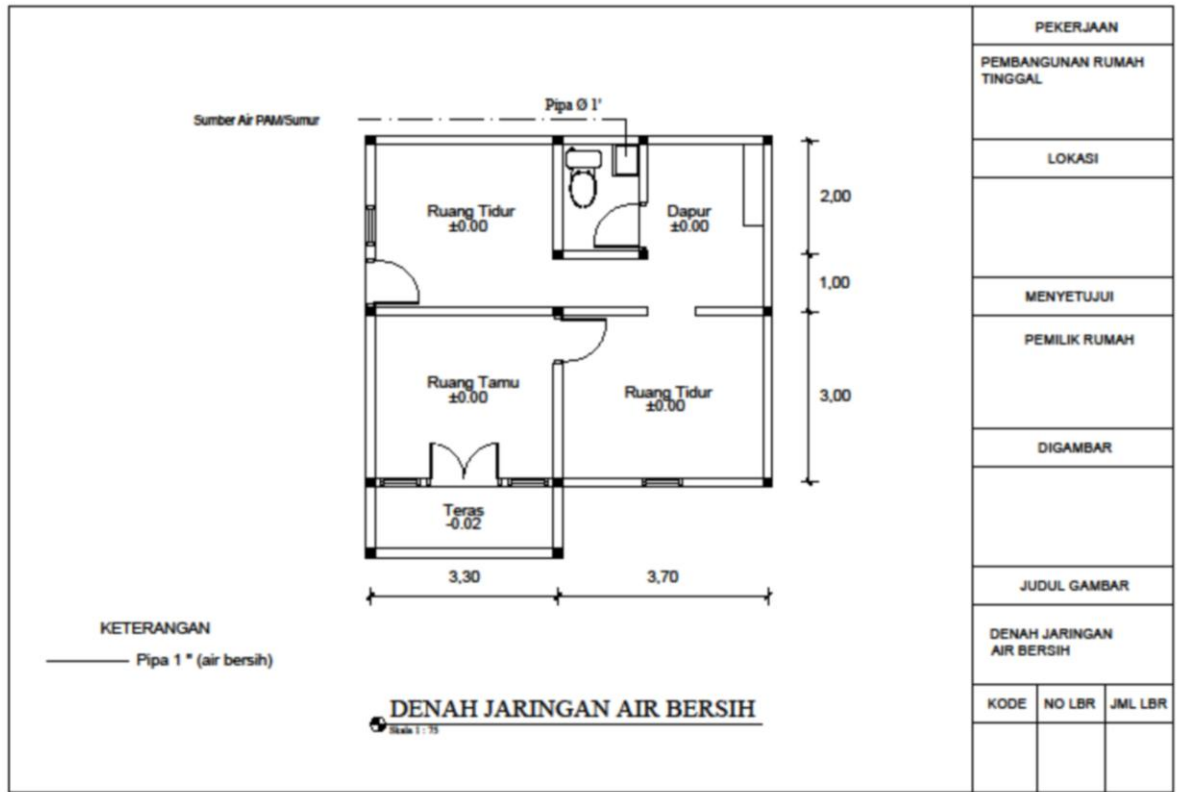 Pipa Ø 1'
Sumber Air PAM/Sumur
Ruang Tidur
±0.00
Dapur
±0.00
2,00
1,00
Ruang Tamu
±0.00
Ruang Tidur
±0.00
3,00
Teras
-0.02
3,30
3,70
KETERANGAN
Pipa 1 " (air bersih)
DENAH JARINGAN AIR BERSIH
Skala 1 : 75
PEKERJAAN
PEMBANGUNAN RUMAH
TINGGAL
LOKASI
MENYETUJUI
PEMILIK RUMAH
DIGAMBAR
JUDUL GAMBAR
DENAH JARINGAN
AIR BERSIH
KODE NO LBR JML LBR